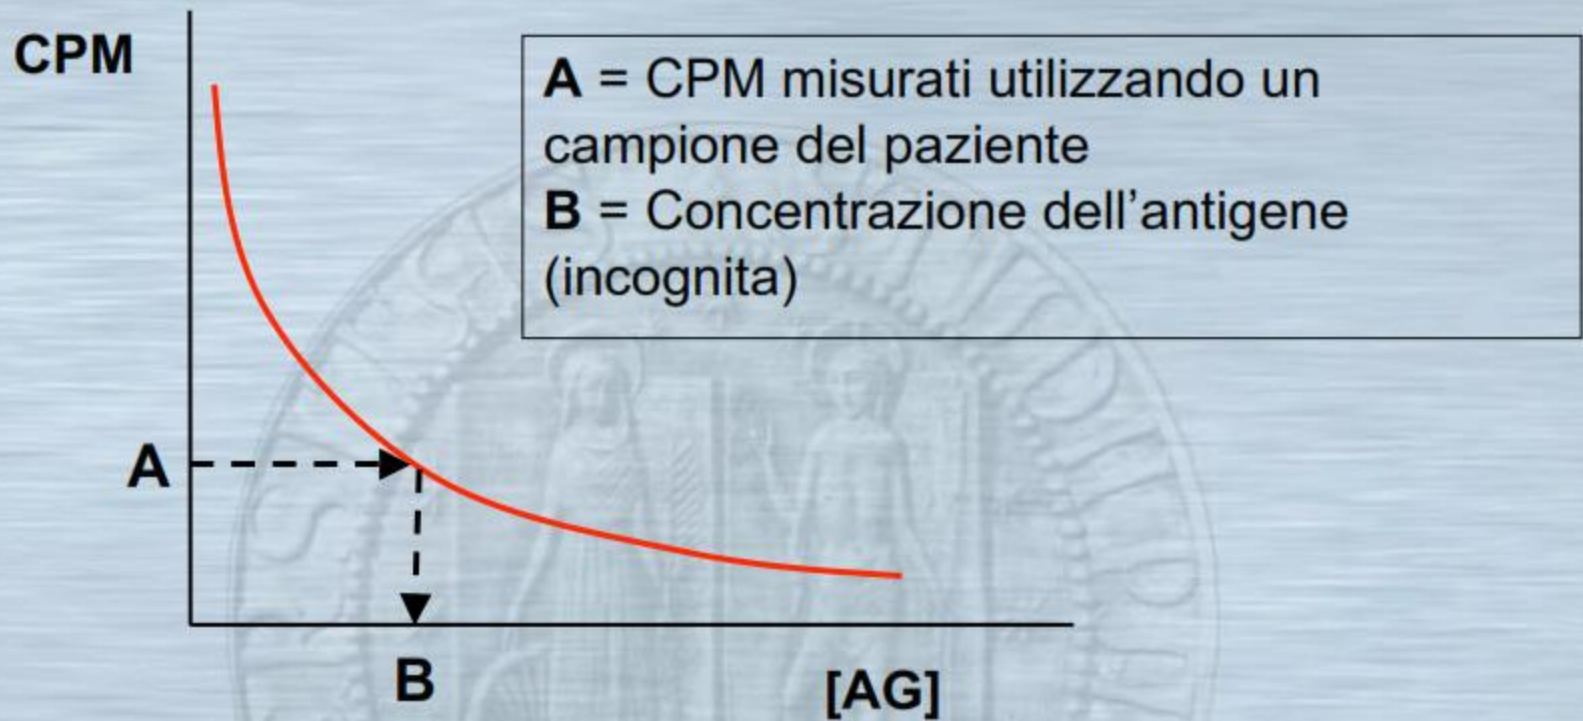 CPM
A = CPM misurati utilizzando un
campione del paziente
B = Concentrazione dell’antigene
(incognita)
A
B
[AG]